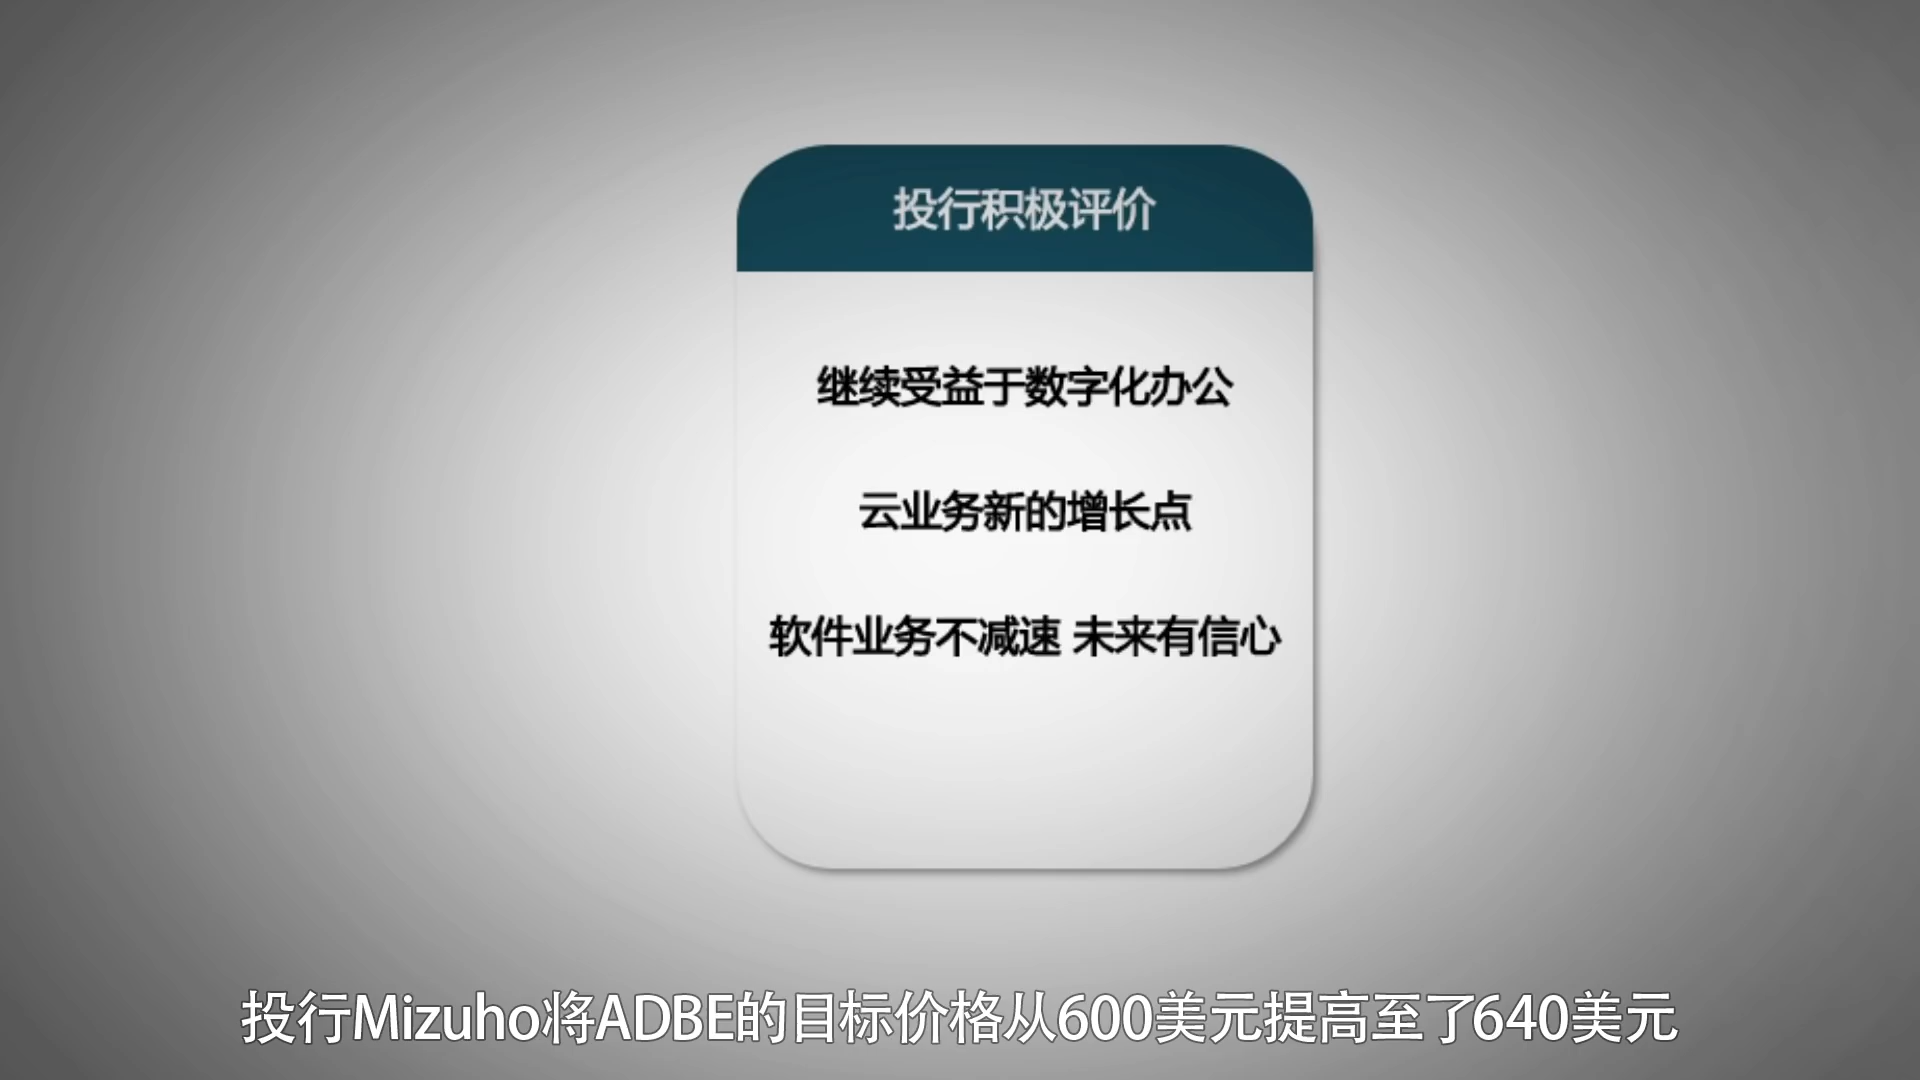 投行积极评价
继续受益于数字化办公
云业务新的增长点
软件业务不减速 未来有信心
投行Mizuho将ADBE的目标价格从600美元提高至了640美元